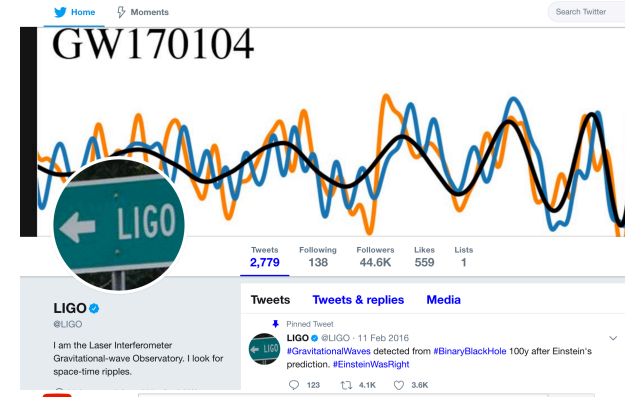 Home
Moments
Search Twitter
GW170104
LIGO
Tweets Following Followers Likes Lists
2,779 138 44.6K 559 1
LIGO
@LIGO
I am the Laser Interferometer
Gravitational-wave Observatory. I look for
space-time ripples.
Tweets Tweets & replies Media
Pinned Tweet
LIGO
LIGO @LIGO · 11 Feb 2016
#GravitationalWaves detected from #BinaryBlackHole 100y after Einstein's
prediction. #EinsteinWasRight
123 4.1K 3.6K